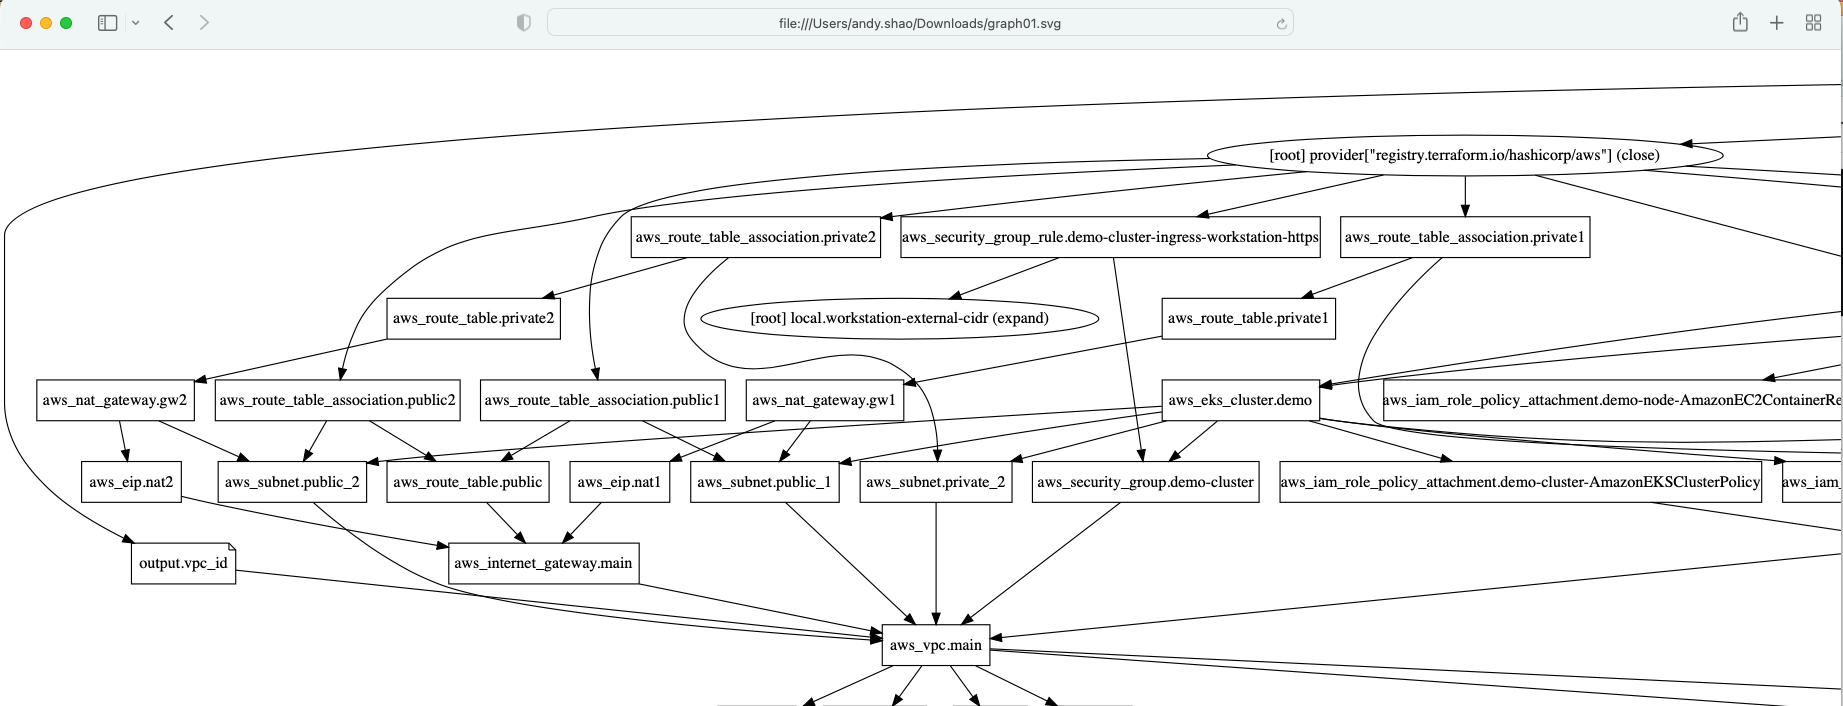 file:///Users/andy.shao/Downloads/graph01.svg
[root] provider["registry.terraform.io/hashicorp/aws"] (close)
aws_route_table_association.private2
aws_security_group_rule.demo-cluster-ingress-workstation-https
aws_route_table_association.private1
aws_route_table.private2
[root] local.workstation-external-cidr (expand)
aws_route_table.private1
aws_nat_gateway.gw2
aws_route_table_association.public2
aws_route_table_association.public1
aws_nat_gateway.gw1
aws_eks_cluster.demo
aws_iam_role_policy_attachment.demo-node-AmazonEC2ContainerRe
aws_eip.nat2
aws_subnet.public_2
aws_route_table.public
aws_eip.nat1
aws_subnet.public_1
aws_subnet.private_2
aws_security_group.demo-cluster
aws_iam_role_policy_attachment.demo-cluster-AmazonEKSClusterPolicy
aws_iam_
output.vpc_id
aws_internet_gateway.main
aws_vpc.main